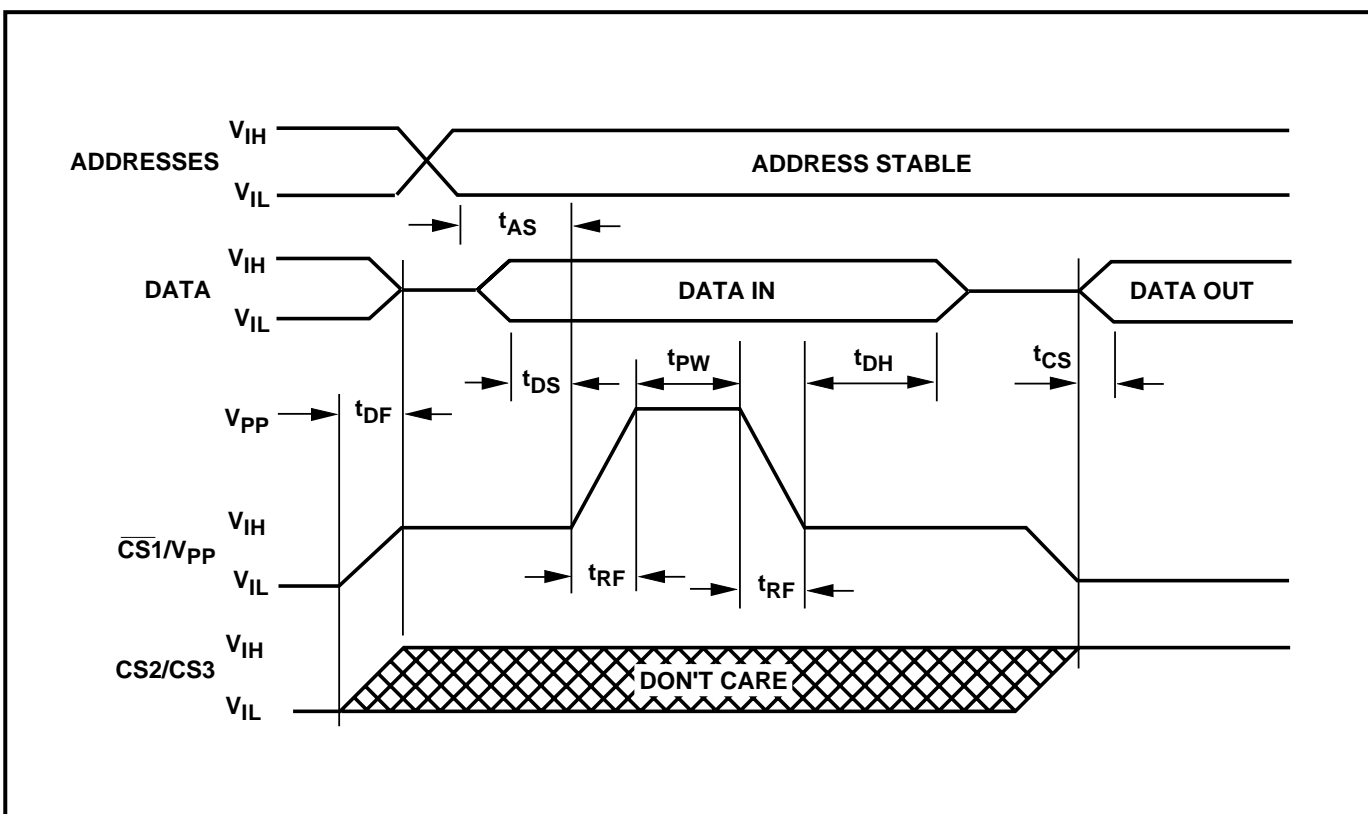 V_IH
ADDRESSES
ADDRESS STABLE
V_IL
t_AS
V_IH
DATA
DATA IN
DATA OUT
V_IL
t_PW
t_DH
t_CS
t_DS
t_DF
V_PP
V_IH
C̅S̅1/V_PP
V_IL
t_RF
t_RF
V_IH
CS2/CS3
DON'T CARE
V_IL